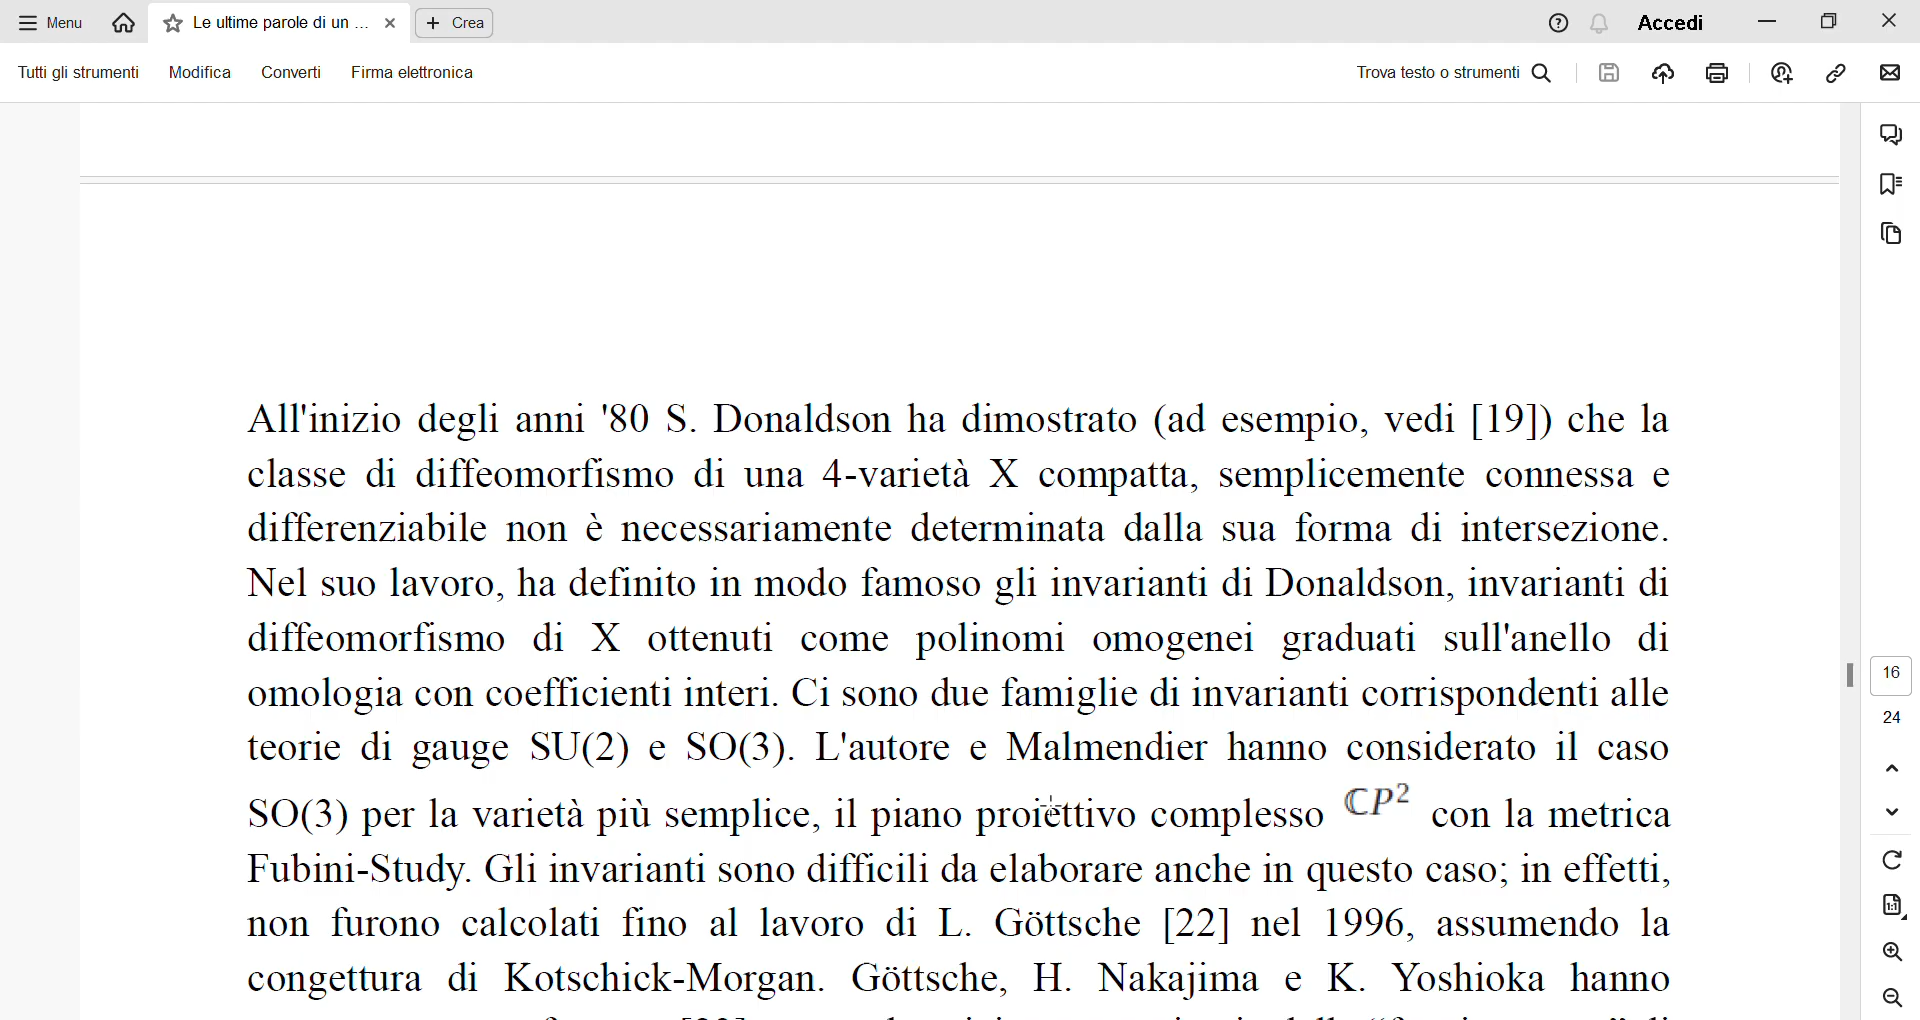 Menu
Le ultime parole di un ...
Crea
Accedi
Tutti gli strumenti
Modifica
Converti
Firma elettronica
Trova testo o strumenti
All'inizio degli anni '80 S. Donaldson ha dimostrato (ad esempio, vedi [19]) che la
classe di diffeomorfismo di una 4-varietà X compatta, semplicemente connessa e
differenziabile non è necessariamente determinata dalla sua forma di intersezione.
Nel suo lavoro, ha definito in modo famoso gli invarianti di Donaldson, invarianti di
diffeomorfismo di X ottenuti come polinomi omogenei graduati sull'anello di
omologia con coefficienti interi. Ci sono due famiglie di invarianti corrispondenti alle
teorie di gauge SU(2) e SO(3). L'autore e Malmendier hanno considerato il caso
SO(3) per la varietà più semplice, il piano proiettivo complesso ℂP² con la metrica
Fubini-Study. Gli invarianti sono difficili da elaborare anche in questo caso; in effetti,
non furono calcolati fino al lavoro di L. Göttsche [22] nel 1996, assumendo la
congettura di Kotschick-Morgan. Göttsche, H. Nakajima e K. Yoshioka hanno
16
24
1:1